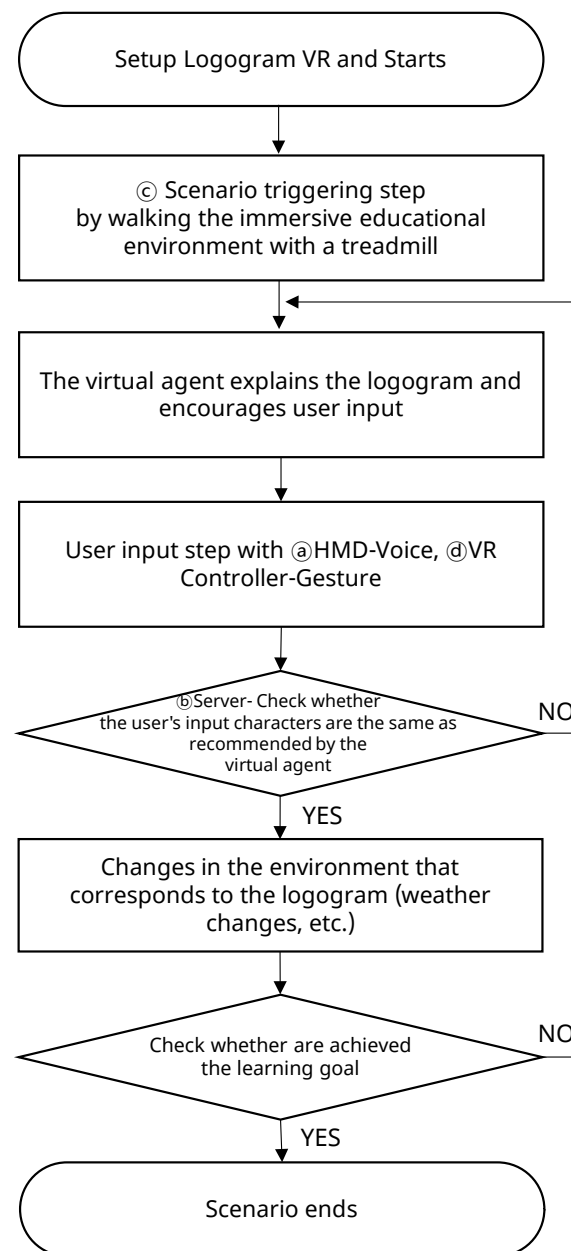 Setup Logogram VR and Starts
ⓒ Scenario triggering step
by walking the immersive educational
environment with a treadmill
The virtual agent explains the logogram and
encourages user input
User input step with ⓐHMD-Voice, ⓓVR
Controller-Gesture
ⓑServer- Check whether
the user's input characters are the same as
recommended by the
virtual agent
NO
YES
Changes in the environment that
corresponds to the logogram (weather
changes, etc.)
Check whether are achieved
the learning goal
NO
YES
Scenario ends